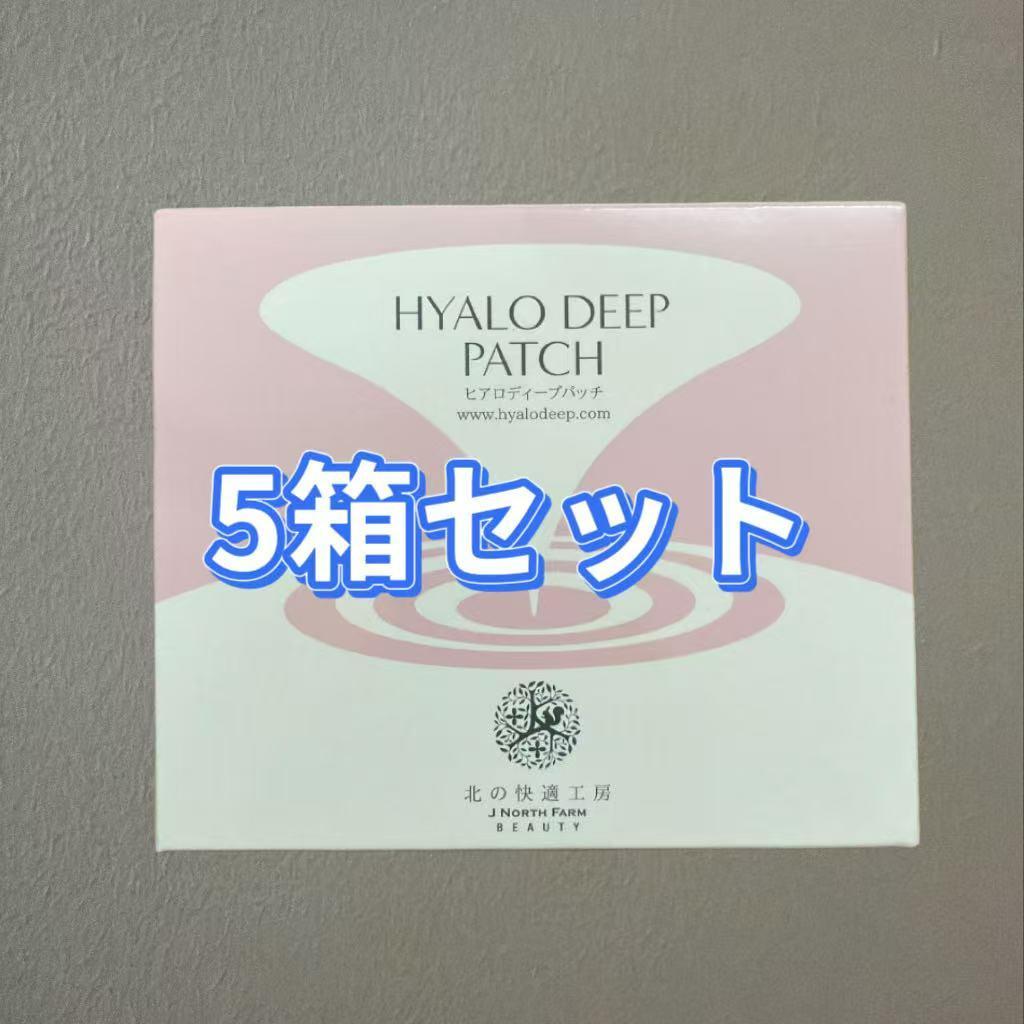 HYALO DEEP
PATCH
ヒアロディープパッチ
www.hyalodeep.com
5箱セット
北の快適工房
J NORTH FARM
BEAUTY